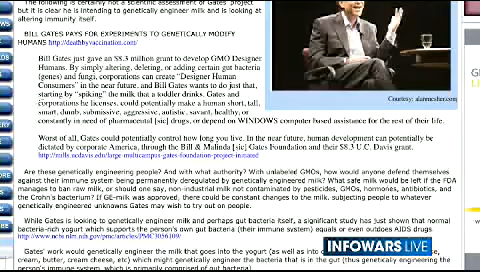 The following is certainly not a scientific assessment of Gates' project
but it is clear he is intending to genetically engineer milk and is looking at
altering immunity itself.
BILL GATES PAYS FOR EXPERIMENTS TO GENETICALLY MODIFY
HUMANS http://deathbyvaccination.com/
Bill Gates just gave an $8.3 million grant to develop GMO Designer
Humans. By simply altering, deleting, or adding certain gut bacteria
(genes) and fungi, corporations can create "Designer Human
Consumers" in the near future, and Bill Gates wants to do just that,
starting by "spiking" the milk that a toddler drinks. Gates and
corporations he licenses, could potentially make a human short, tall,
smart, dumb, submissive, aggressive, autistic, savant, healthy, or
constantly in need of pharmaceutical [sic] drugs, or depend on WINDOWS computer based assistance for the rest of their life.
Courtesy: alanmesher.com
Worst of all, Gates could potentially control how long you live. In the near future, human development can potentially be
dictated by corporate America, through the Bill & Malinda [sic] Gates Foundation and their $8.3 U.C. Davis grant.
http://mills.ucdavis.edu/large-multicampus-gates-foundation-project-initiated
Are these genetically engineering people? And with what authority? With unlabeled GMOs, how would anyone defend themselves
against their immune system being permanently deregulated by genetically engineered milk? What safe milk would be left if the FDA
manages to ban raw milk, or should one say, non-industrial milk not contaminated by pesticides, GMOs, hormones, antibiotics, and
the Crohn's bacterium? If GE-milk was approved, there could be constant changes to the milk, subjecting people to whatever
genetically engineered unknowns Gates may wish to try out on people.
While Gates is looking to genetically engineer milk and perhaps gut bacteria itself, a significant study has just shown that normal
bacteria-rich yogurt which supports the person's own gut bacteria (their immune system) equals or even outdoes AIDS drugs
http://www.ncbi.nlm.nih.gov/pmc/articles/PMC3056109/
INFOWARS LIVE
Gates' work would genetically engineer the milk that goes into the yogurt (as well as into
cream, butter, cream cheese, etc) which might genetically engineer the bacteria that is in the gut (thus genetically engineering the
person's immune system, which is primarily comprised of gut bacteria)